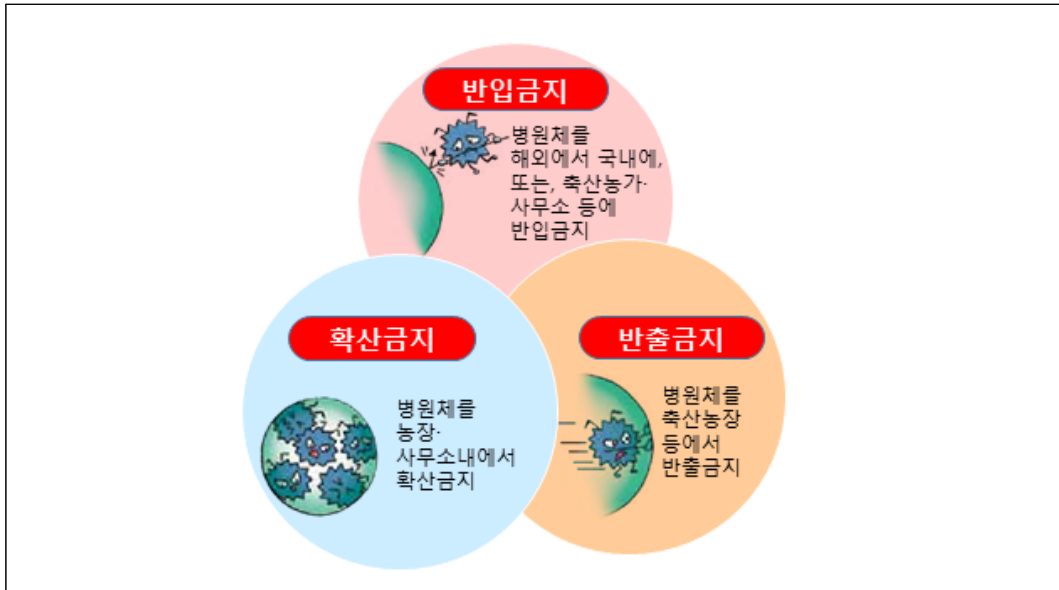 반입금지
병원체를
해외에서 국내에,
또는, 축산농가·
사무소 등에
반입금지
확산금지
병원체를
농장·
사무소내에서
확산금지
반출금지
병원체를
축산농장
등에서
반출금지